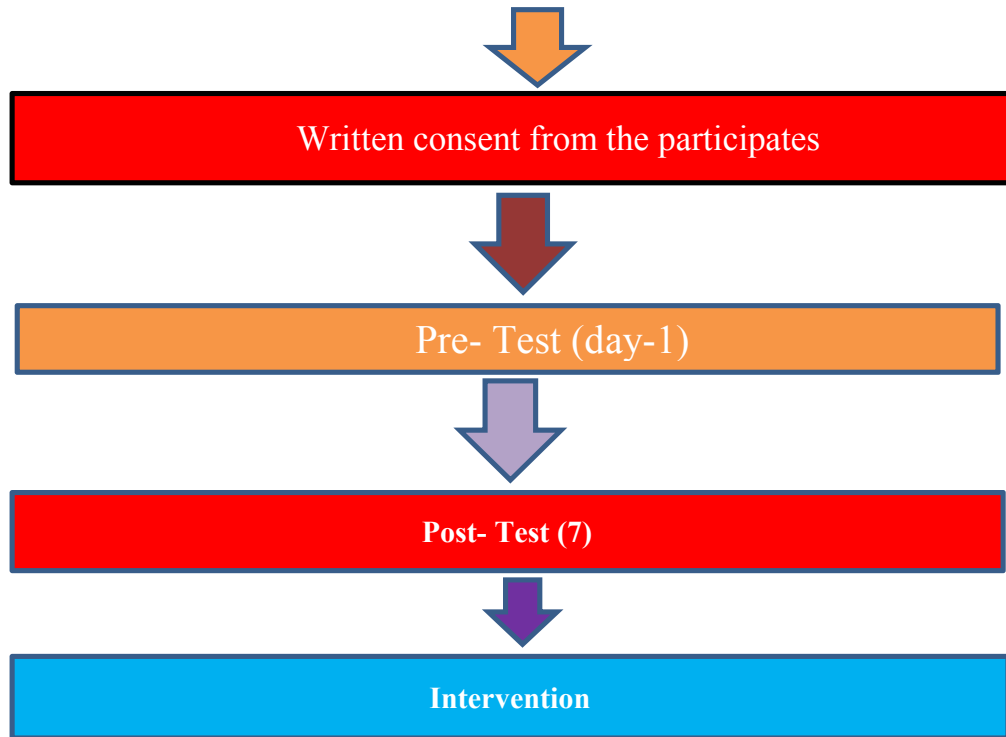 Written consent from the participates
Pre- Test (day-1)
Post- Test (7)
Intervention